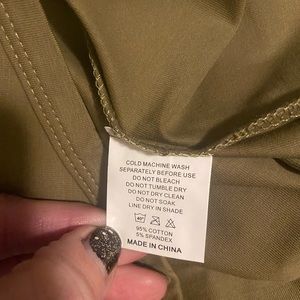 COLD MACHINE WASH
SEPARATELY BEFORE USE
DO NOT BLEACH
DO NOT TUMBLE DRY
DO NOT DRY CLEAN
DO NOT SOAK
LINE DRY IN SHADE
40°
95% COTTON
5% SPANDEX
MADE IN CHINA